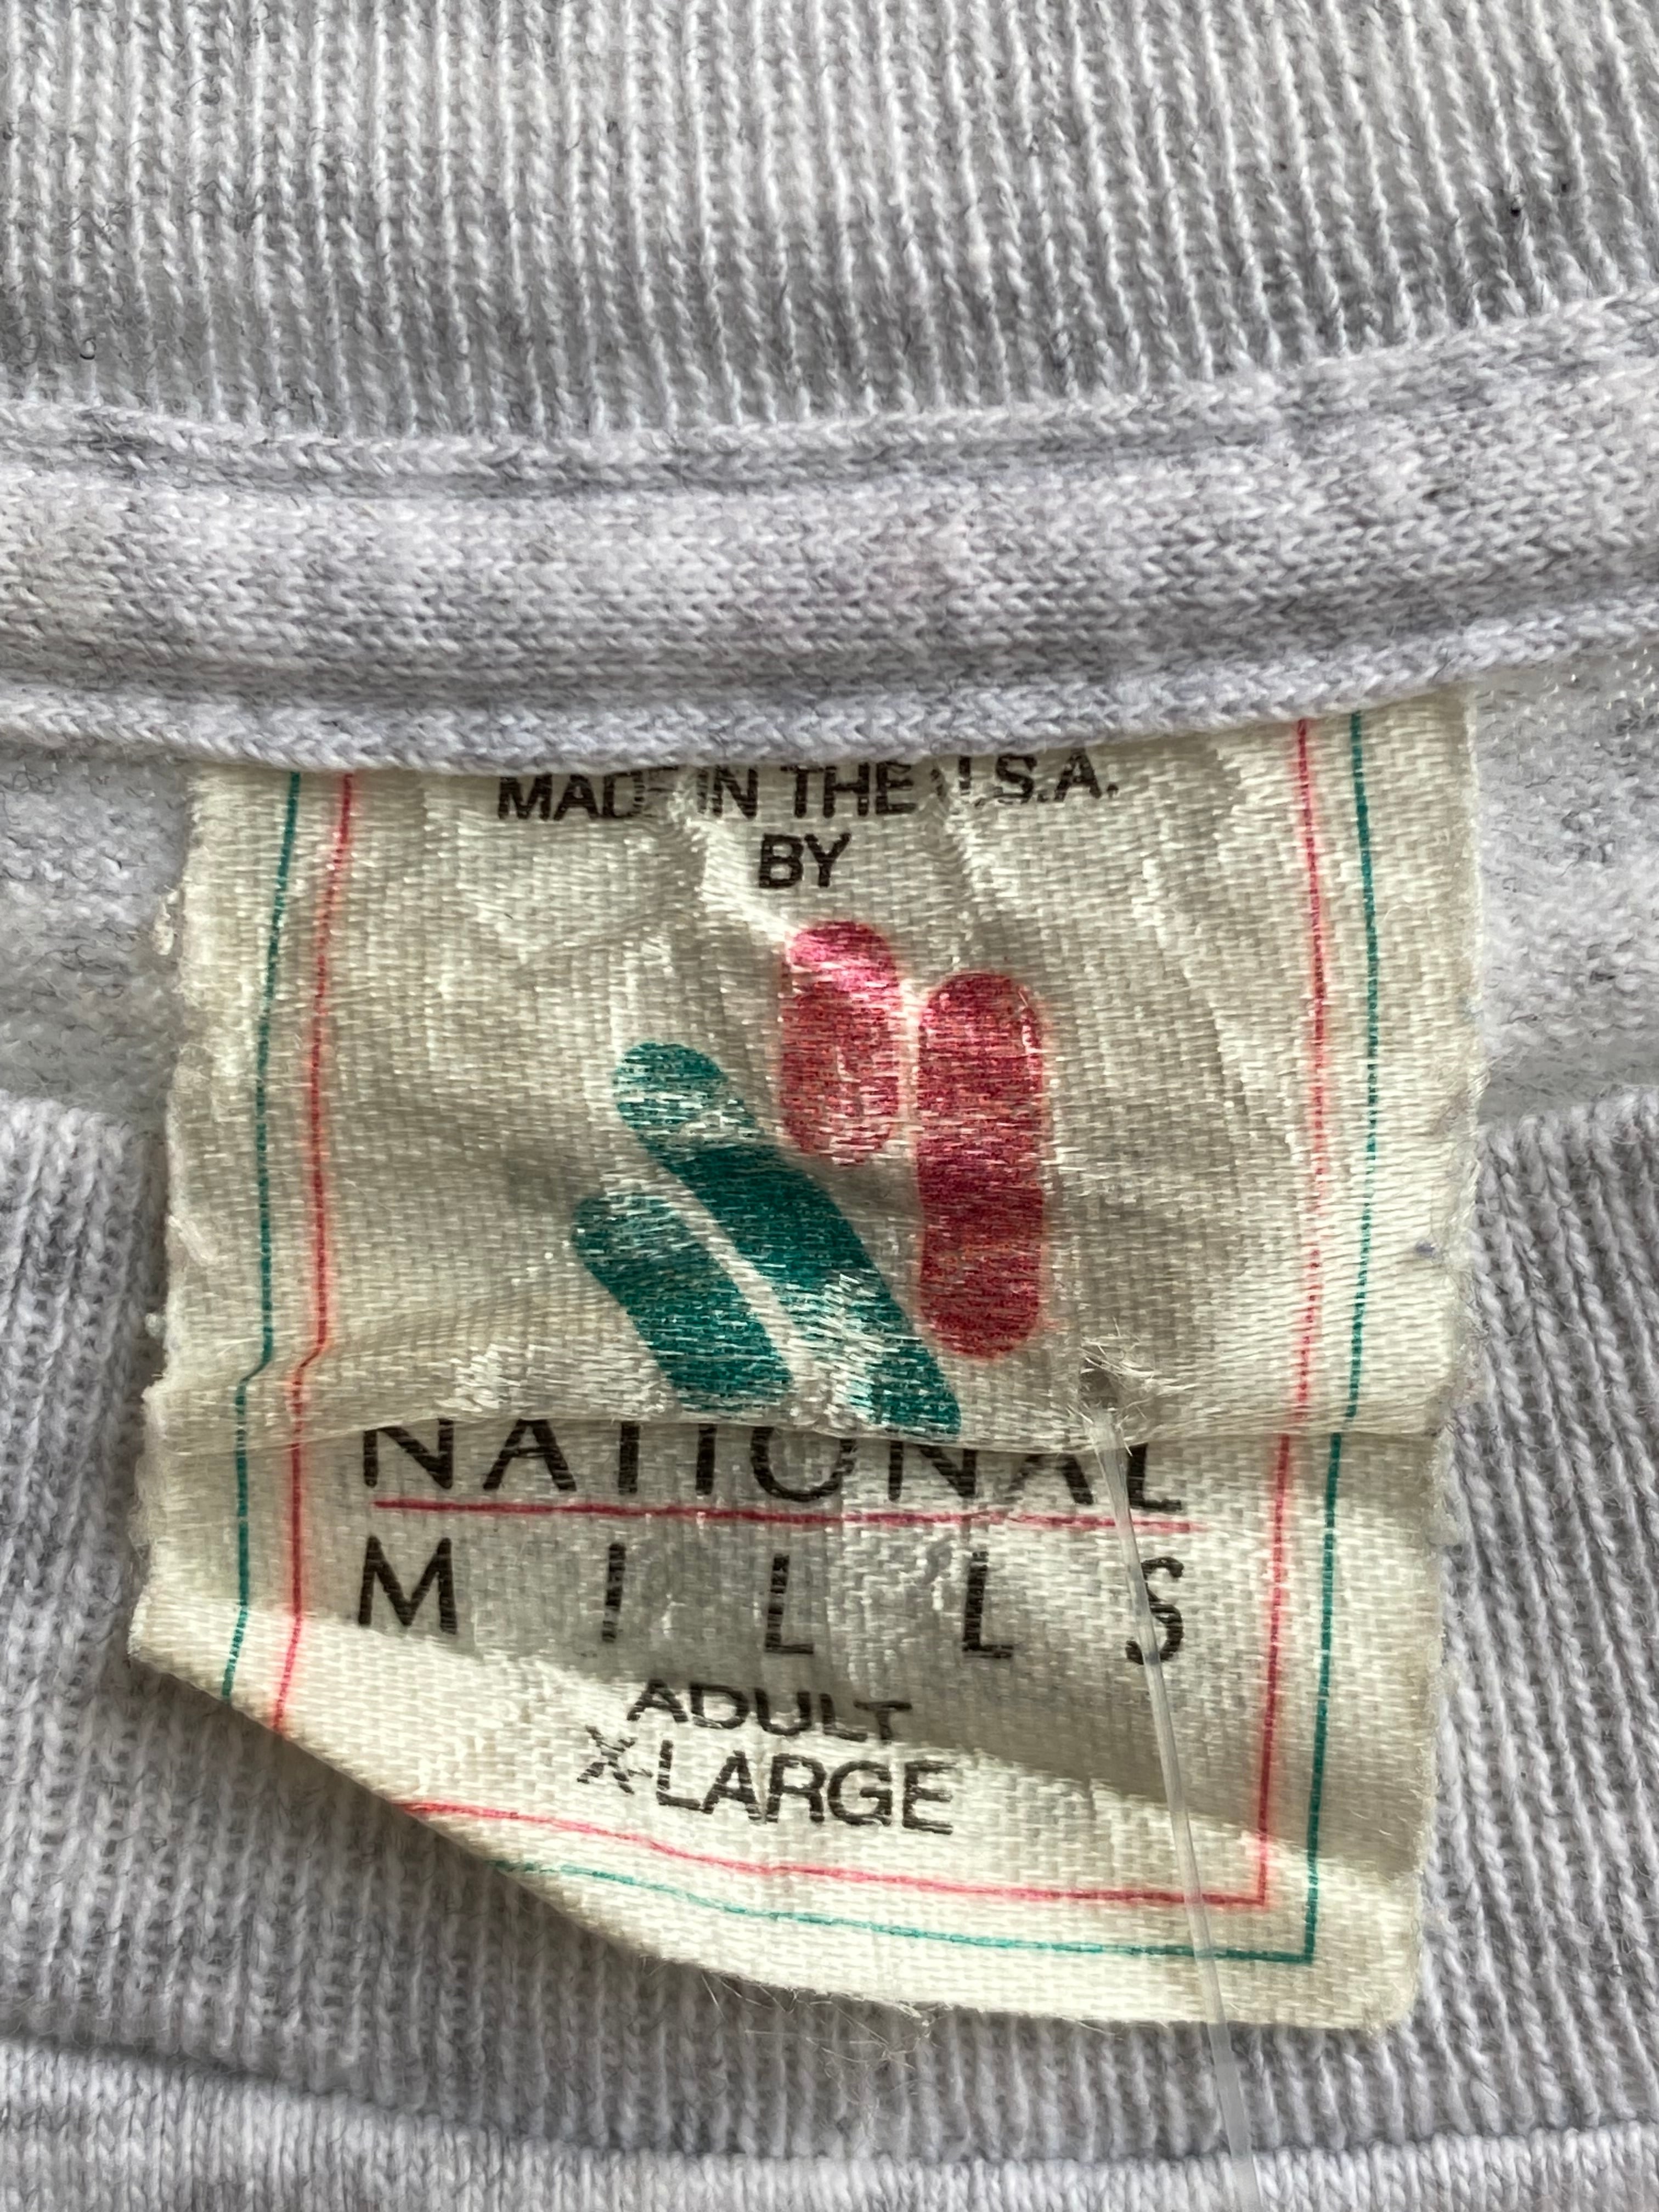 MADE IN THE U.S.A.
BY
NATIONAL
MILLS
ADULT
X-LARGE